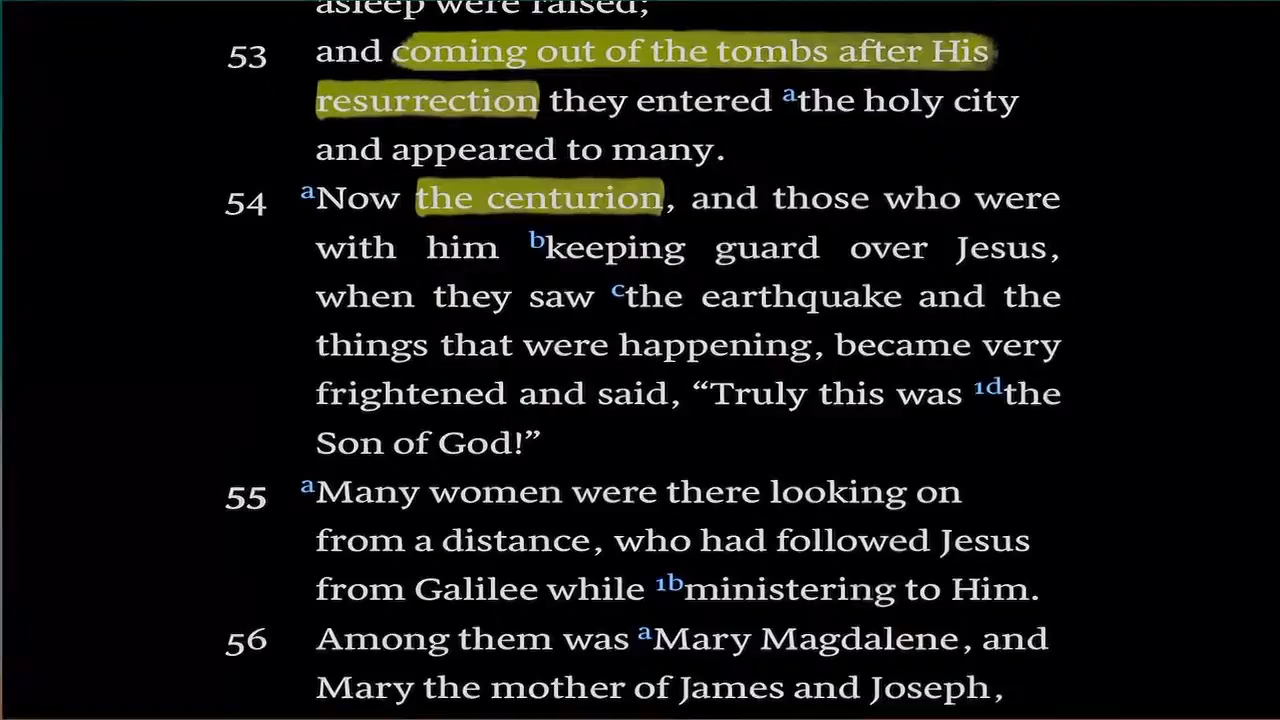 asleep were raised;
53 and coming out of the tombs after His
resurrection they entered ᵃthe holy city
and appeared to many.
54 ᵃNow the centurion, and those who were
with him ᵇkeeping guard over Jesus,
when they saw ᶜthe earthquake and the
things that were happening, became very
frightened and said, “Truly this was ¹ᵈthe
Son of God!”
55 ᵃMany women were there looking on
from a distance, who had followed Jesus
from Galilee while ¹ᵇministering to Him.
56 Among them was ᵃMary Magdalene, and
Mary the mother of James and Joseph,